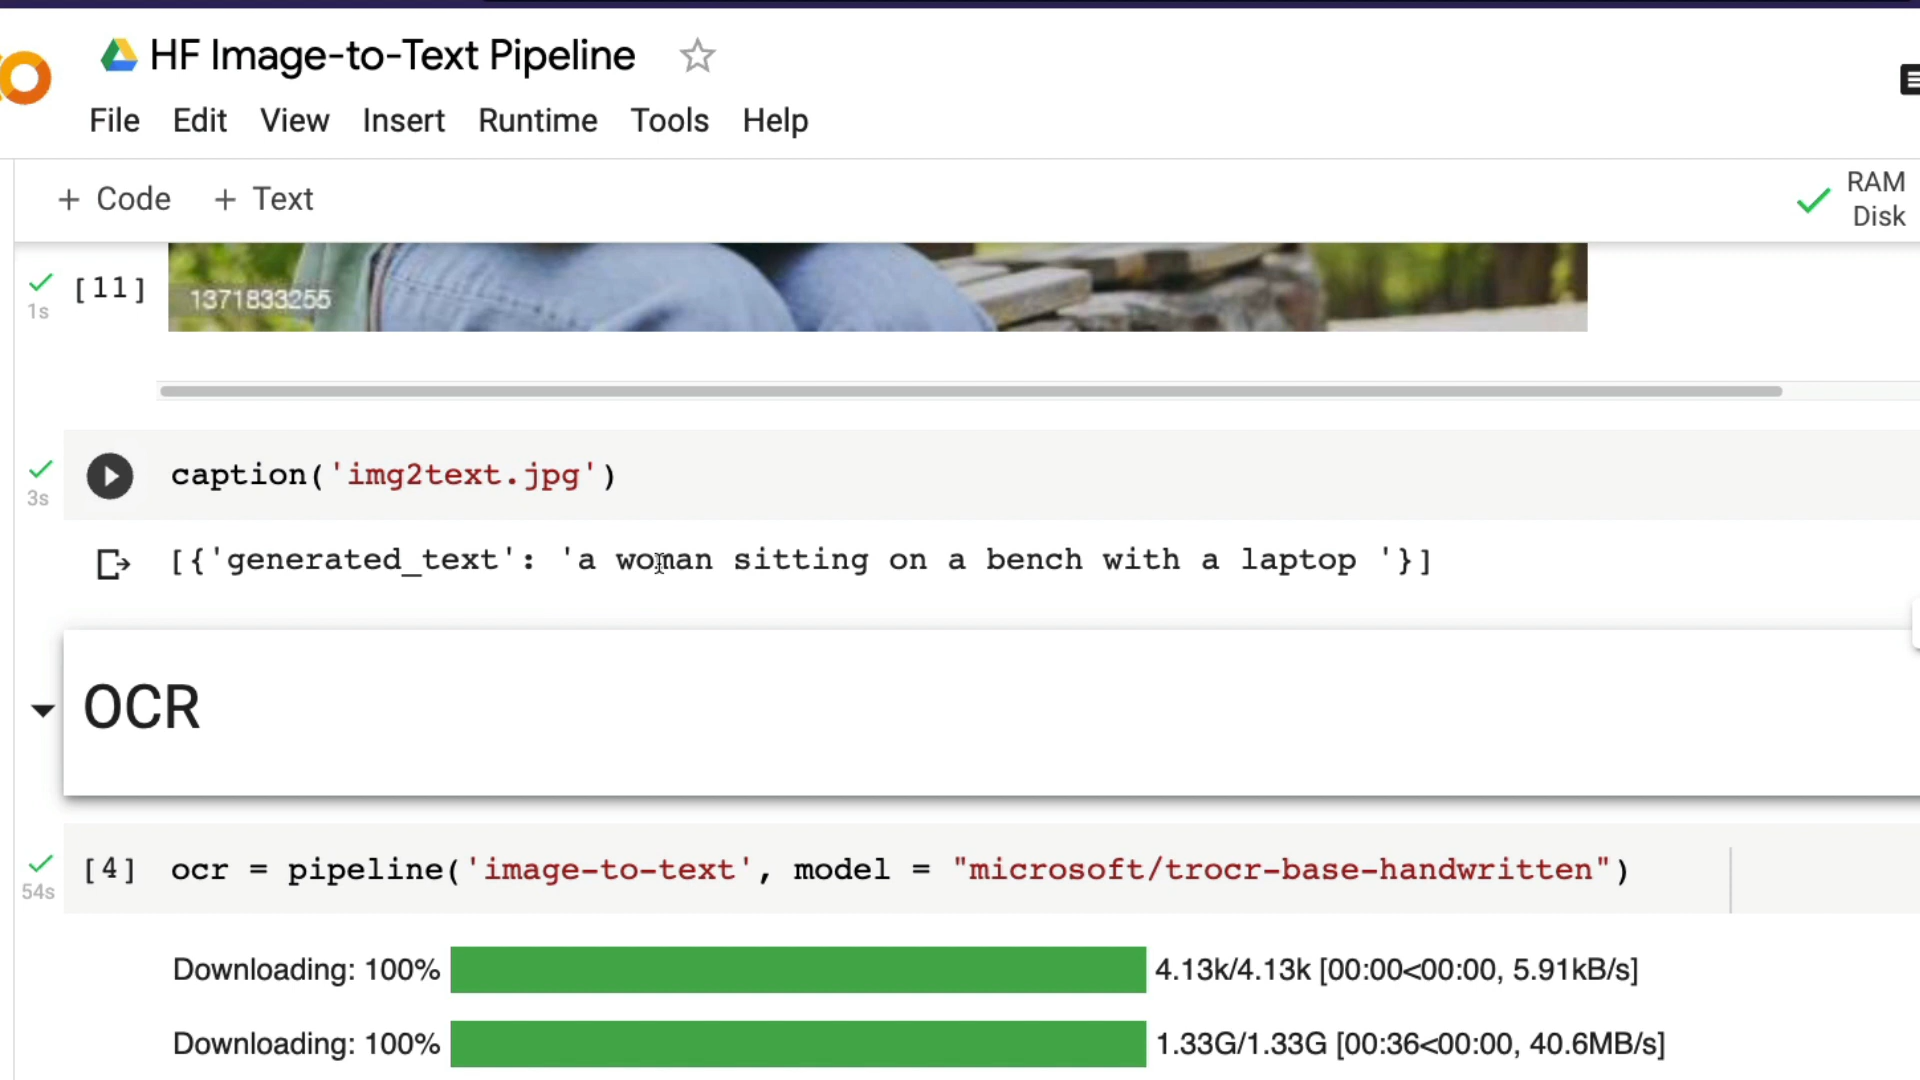 HF Image-to-Text Pipeline
File Edit View Insert Runtime Tools Help
+ Code + Text
RAM
Disk
1s
[11]
1371833255
3s
caption('img2text.jpg')
[{'generated_text': 'a woman sitting on a bench with a laptop '}]
OCR
54s
[4] ocr = pipeline('image-to-text', model = "microsoft/trocr-base-handwritten")
Downloading: 100% 4.13k/4.13k [00:00<00:00, 5.91kB/s]
Downloading: 100% 1.33G/1.33G [00:36<00:00, 40.6MB/s]